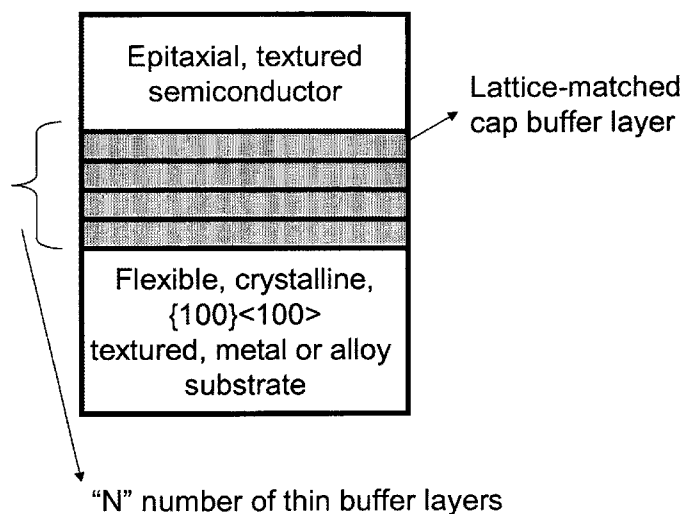 Epitaxial, textured
semiconductor
Lattice-matched
cap buffer layer
Flexible, crystalline,
{100}<100>
textured, metal or alloy
substrate
“N” number of thin buffer layers